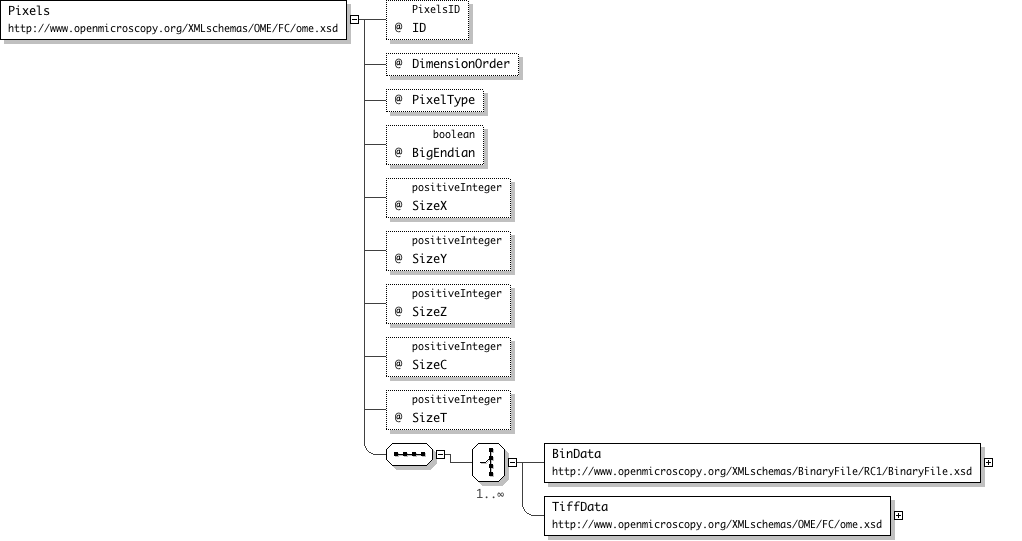 Pixels
http://www.openmicroscopy.org/XMLschemas/OME/FC/ome.xsd
PixelsID
@ ID
@ DimensionOrder
@ PixelType
boolean
@ BigEndian
positiveInteger
@ SizeX
positiveInteger
@ SizeY
positiveInteger
@ SizeZ
positiveInteger
@ SizeC
positiveInteger
@ SizeT
BinData
http://www.openmicroscopy.org/XMLschemas/BinaryFile/RC1/BinaryFile.xsd
1..∞
TiffData
http://www.openmicroscopy.org/XMLschemas/OME/FC/ome.xsd